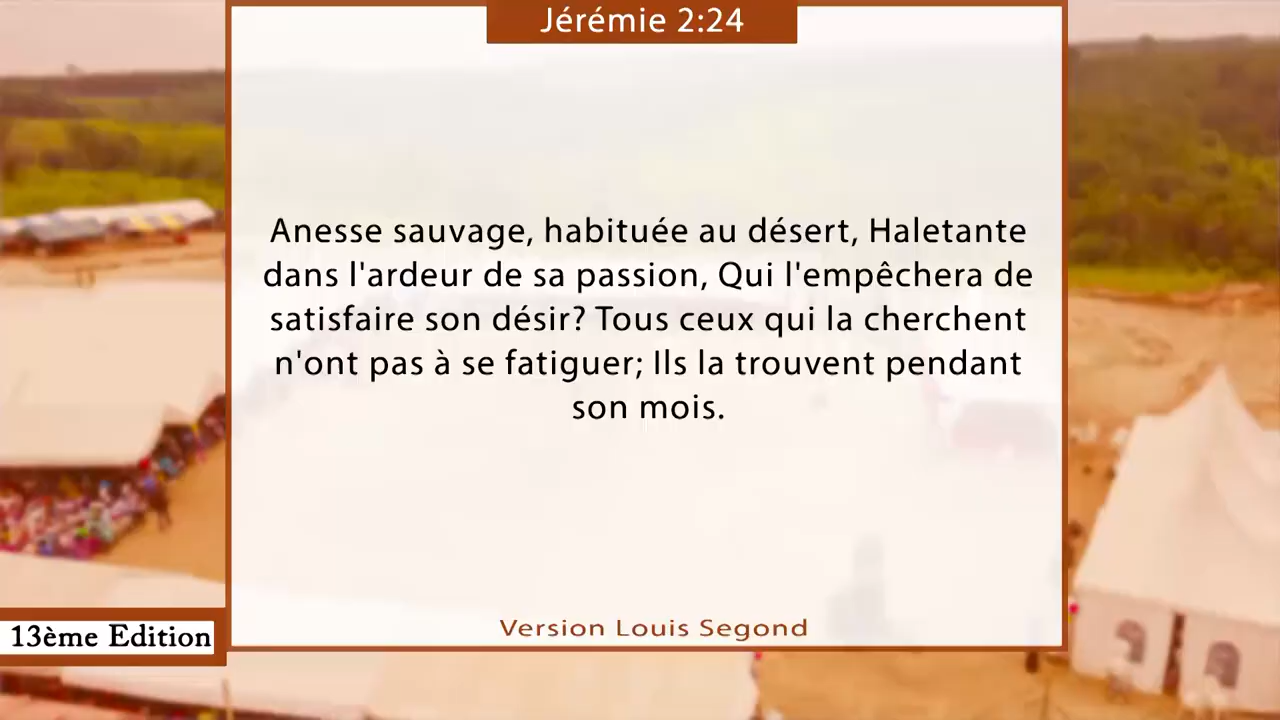 Jérémie 2:24
Anesse sauvage, habituée au désert, Haletante
dans l'ardeur de sa passion, Qui l'empêchera de
satisfaire son désir? Tous ceux qui la cherchent
n'ont pas à se fatiguer; Ils la trouvent pendant
son mois.
Version Louis Segond
13ème Edition